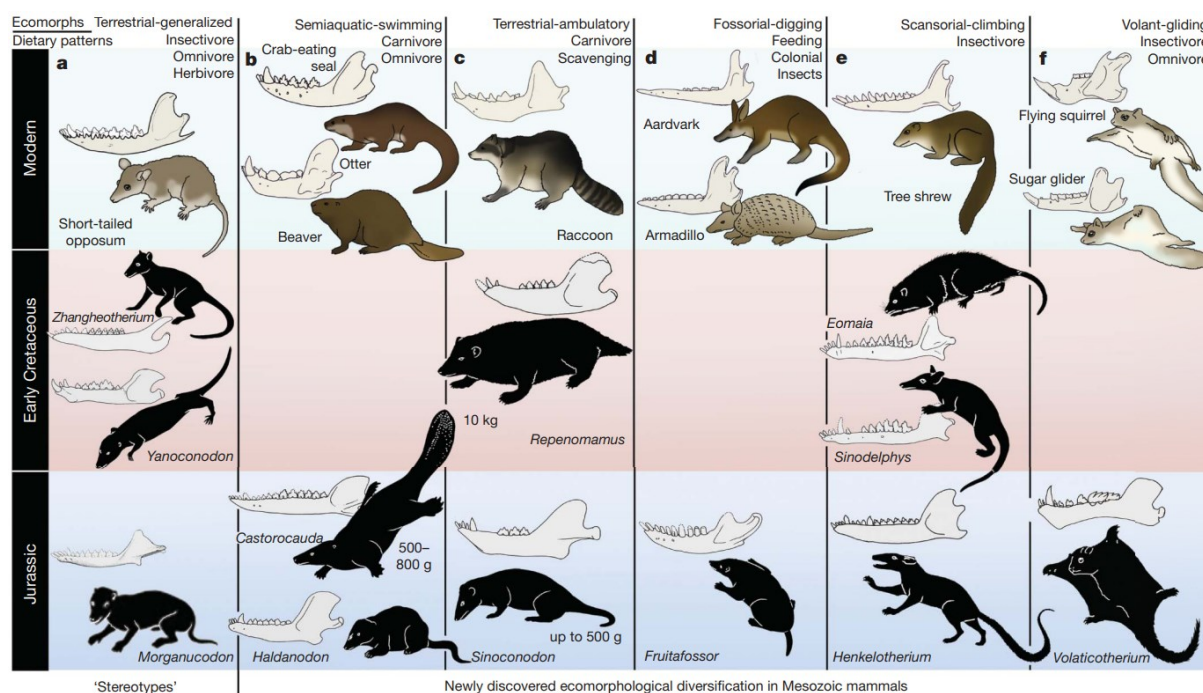 Ecomorphs
Terrestrial-generalized
Dietary patterns
Insectivore
Omnivore
Herbivore
a
Semiaquatic-swimming
Carnivore
Omnivore
b
Terrestrial-ambulatory
Carnivore
Scavenging
c
Fossorial-digging
Feeding
Colonial
Insects
d
Scansorial-climbing
Insectivore
e
Volant-gliding
Insectivore
Omnivore
f
Modern
Short-tailed
opposum
Crab-eating
seal
Otter
Beaver
Raccoon
Aardvark
Armadillo
Tree shrew
Flying squirrel
Sugar glider
Early Cretaceous
Zhangheotherium
Yanoconodon
10 kg
Repenomamus
Eomaia
Sinodelphys
Jurassic
Morganucodon
Castorocauda
500–
800 g
Haldanodon
up to 500 g
Sinoconodon
Fruitafossor
Henkelotherium
Volaticotherium
'Stereotypes'
Newly discovered ecomorphological diversification in Mesozoic mammals